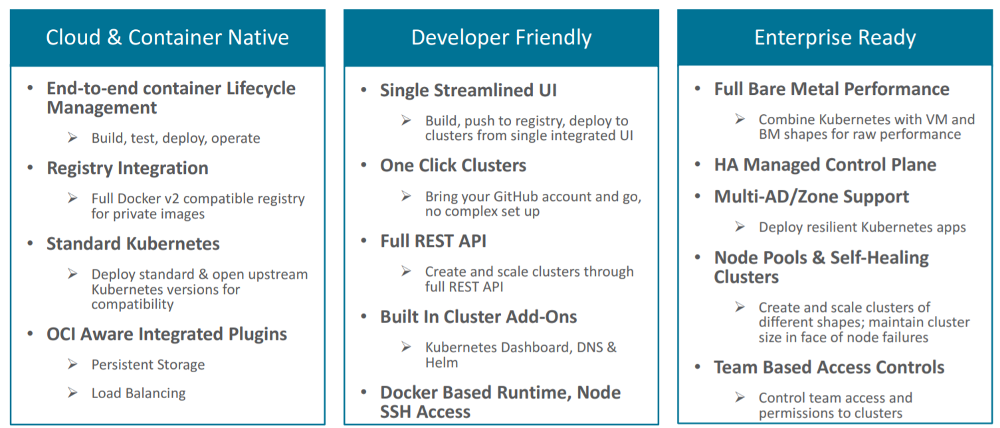 Cloud & Container Native
• End-to-end container Lifecycle
Management
➢ Build, test, deploy, operate
• Registry Integration
➢ Full Docker v2 compatible registry
for private images
• Standard Kubernetes
➢ Deploy standard & open upstream
Kubernetes versions for
compatibility
• OCI Aware Integrated Plugins
➢ Persistent Storage
➢ Load Balancing
Developer Friendly
• Single Streamlined UI
➢ Build, push to registry, deploy to
clusters from single integrated UI
• One Click Clusters
➢ Bring your GitHub account and go,
no complex set up
• Full REST API
➢ Create and scale clusters through
full REST API
• Built In Cluster Add-Ons
➢ Kubernetes Dashboard, DNS &
Helm
• Docker Based Runtime, Node
SSH Access
Enterprise Ready
• Full Bare Metal Performance
➢ Combine Kubernetes with VM and
BM shapes for raw performance
• HA Managed Control Plane
• Multi-AD/Zone Support
➢ Deploy resilient Kubernetes apps
• Node Pools & Self-Healing
Clusters
➢ Create and scale clusters of
different shapes; maintain cluster
size in face of node failures
• Team Based Access Controls
➢ Control team access and
permissions to clusters